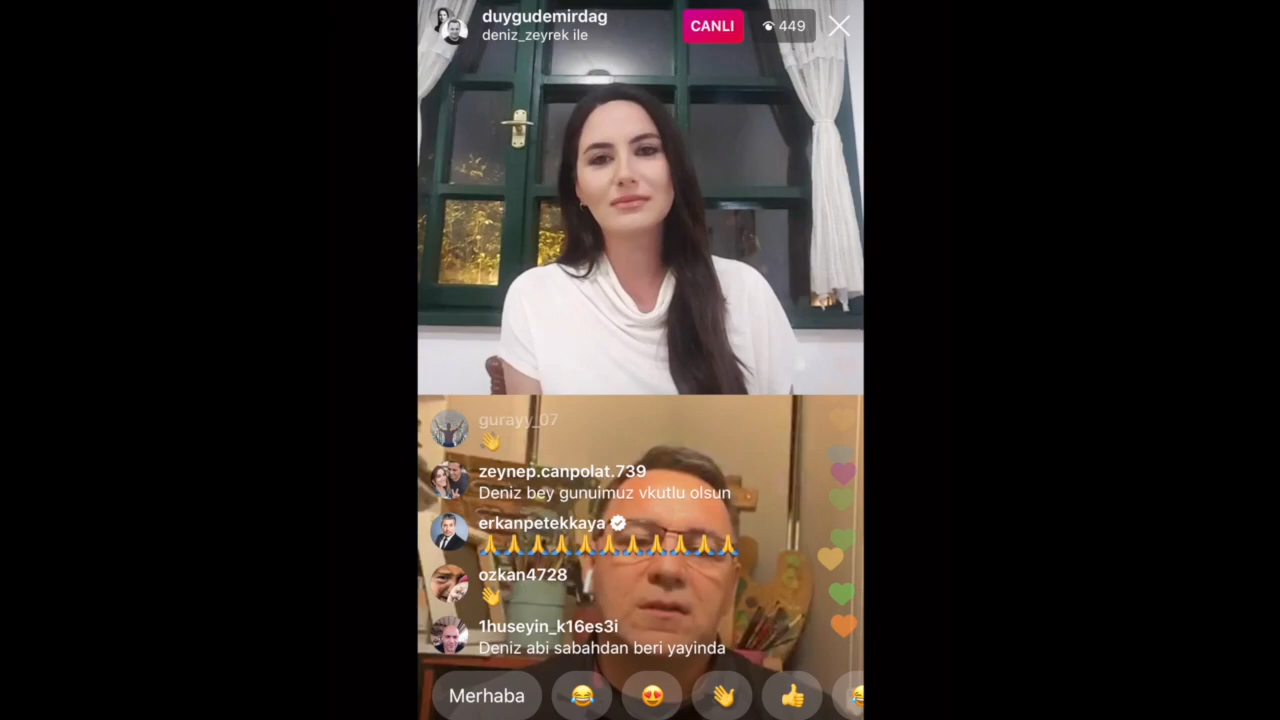 duygudemirdag
deniz_zeyrek ile
CANLI
449
gurayy_07
zeynep.canpolat.739
Deniz bey gunuimuz vkutlu olsun
erkanpetekkaya
🙏🙏🙏🙏🙏🙏🙏🙏🙏🙏🙏
ozkan4728
1huseyin_k16es3i
Deniz abi sabahdan beri yayinda
Merhaba